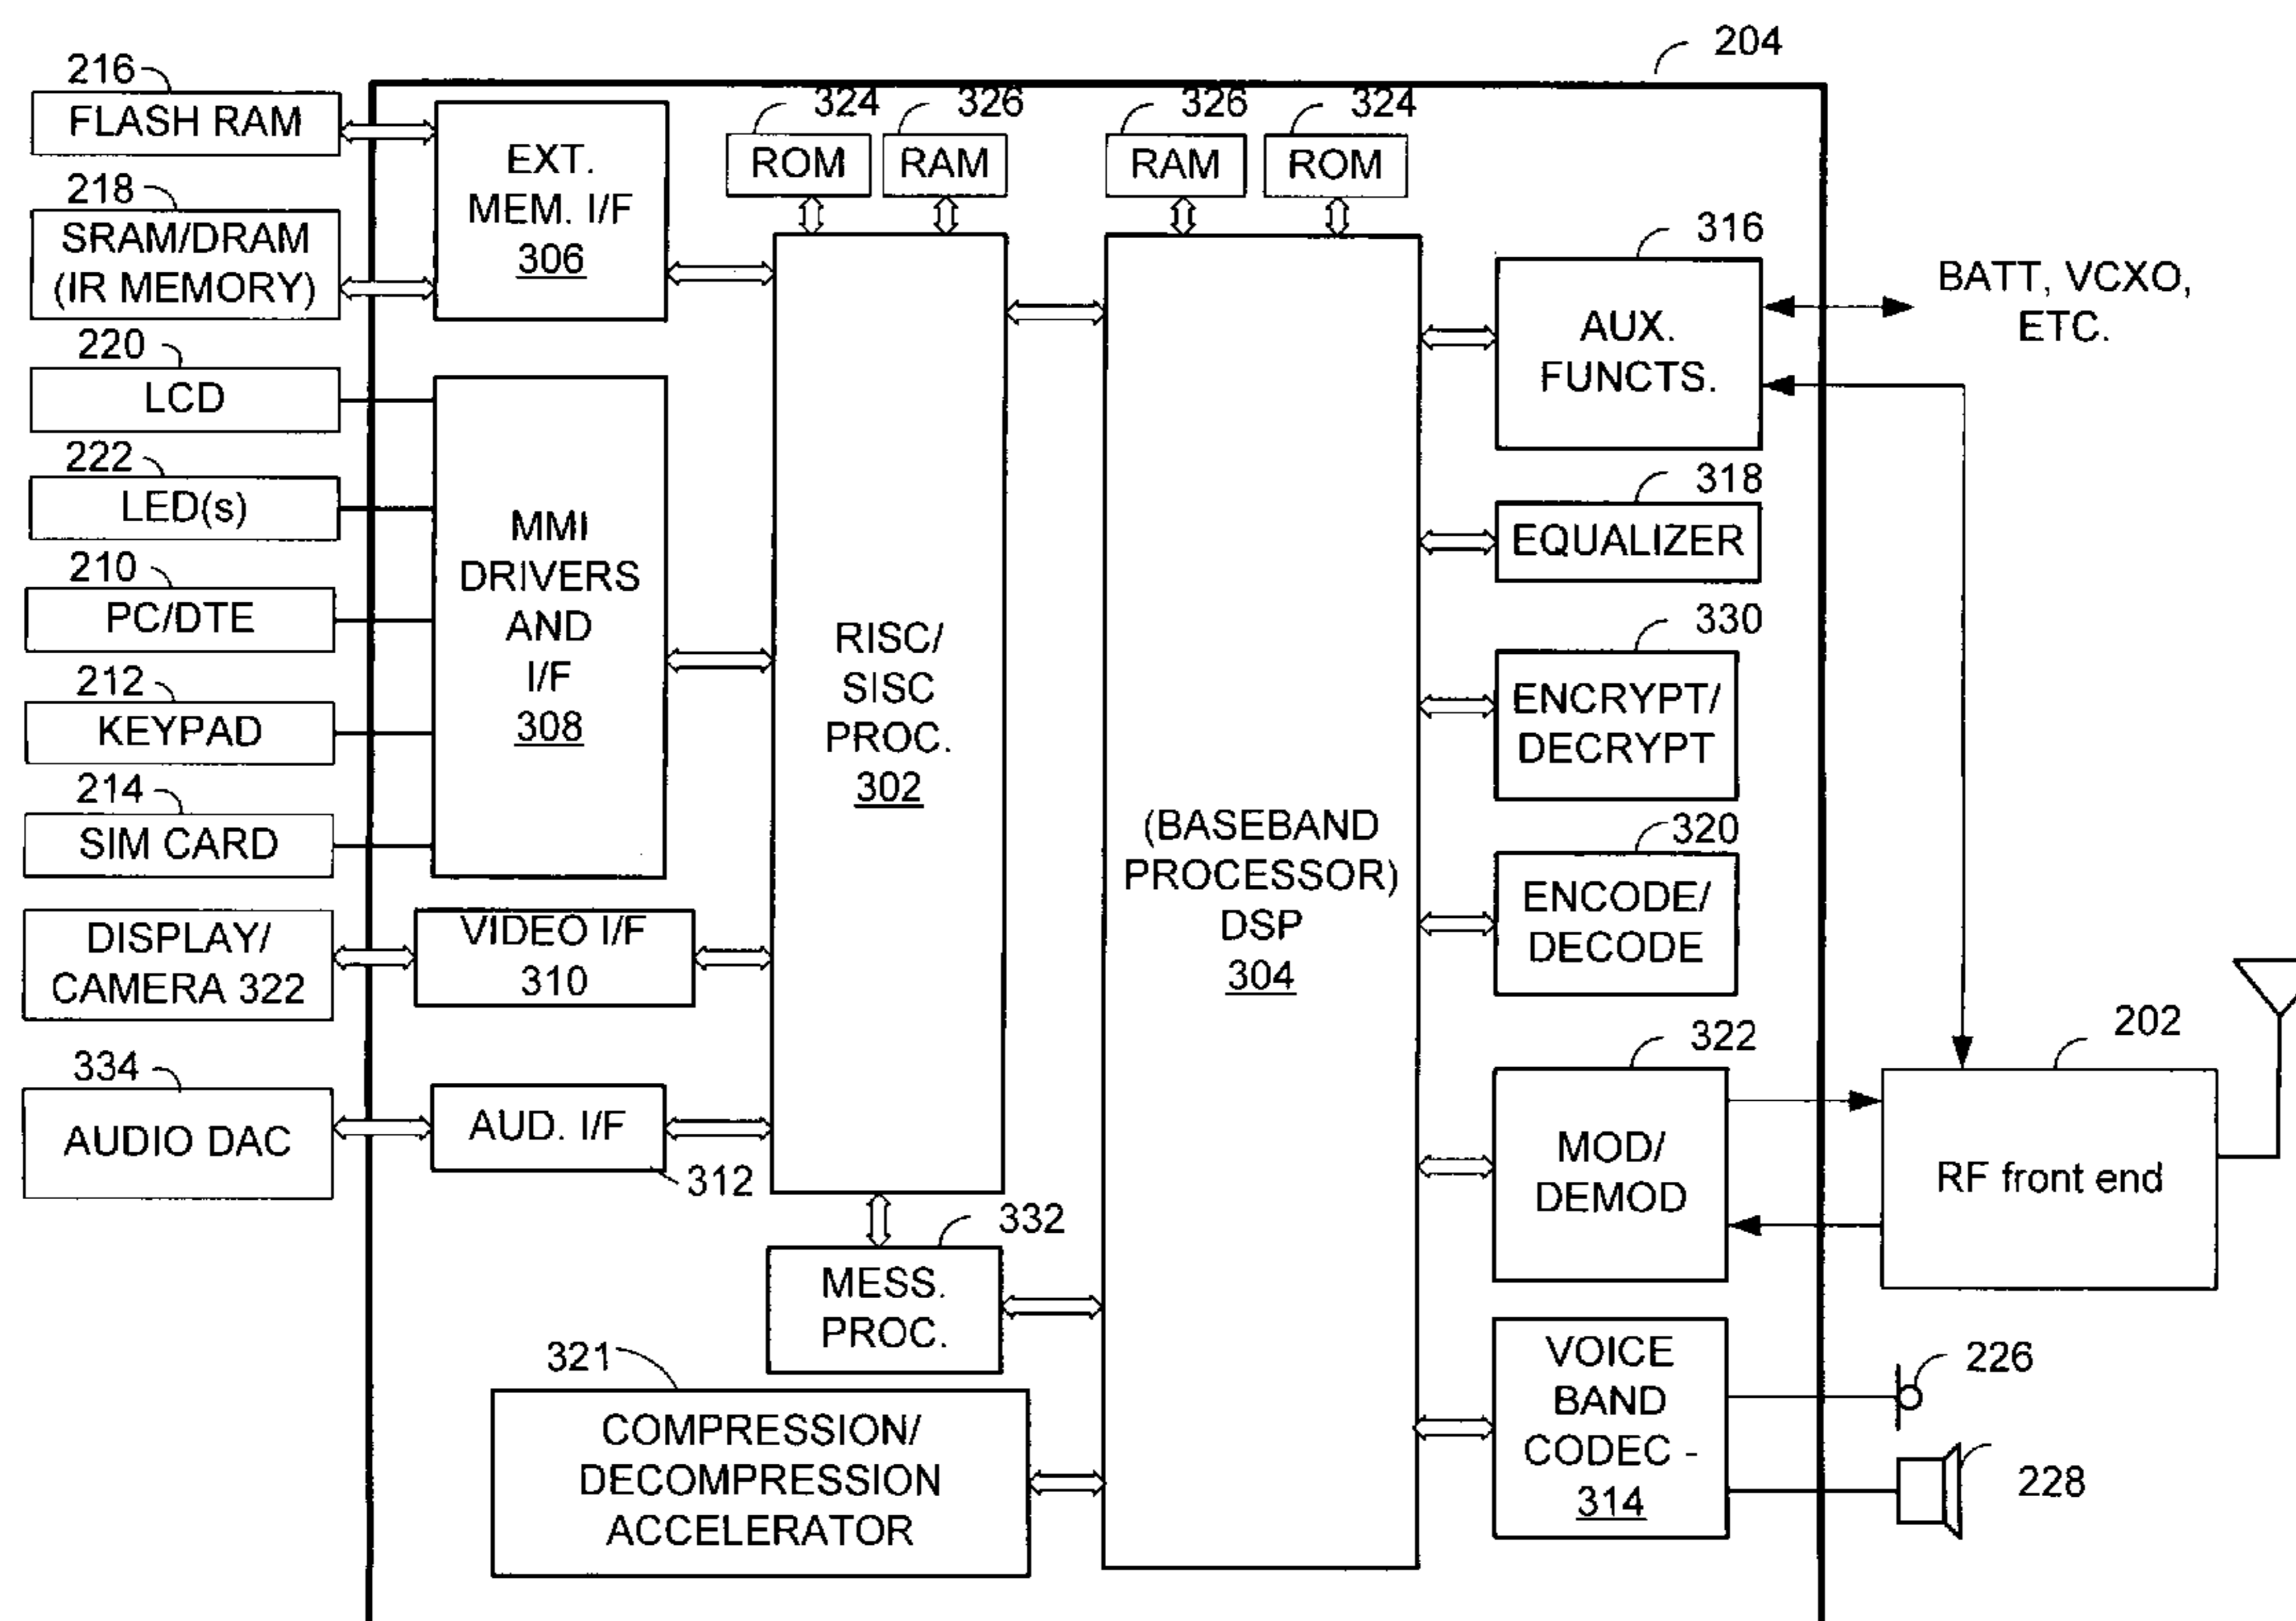 204
216
FLASH RAM
218
SRAM/DRAM
(IR MEMORY)
220
LCD
222
LED(s)
210
PC/DTE
212
KEYPAD
214
SIM CARD
DISPLAY/
CAMERA 322
334
AUDIO DAC
EXT.
MEM. I/F
306
MMI
DRIVERS
AND
I/F
308
VIDEO I/F
310
AUD. I/F
312
324
ROM
326
RAM
RISC/
SISC
PROC.
302
332
MESS.
PROC.
321
COMPRESSION/
DECOMPRESSION
ACCELERATOR
326
RAM
324
ROM
(BASEBAND
PROCESSOR)
DSP
304
316
AUX.
FUNCTS.
318
EQUALIZER
330
ENCRYPT/
DECRYPT
320
ENCODE/
DECODE
322
MOD/
DEMOD
VOICE
BAND
CODEC -
314
BATT, VCXO,
ETC.
202
RF front end
226
228